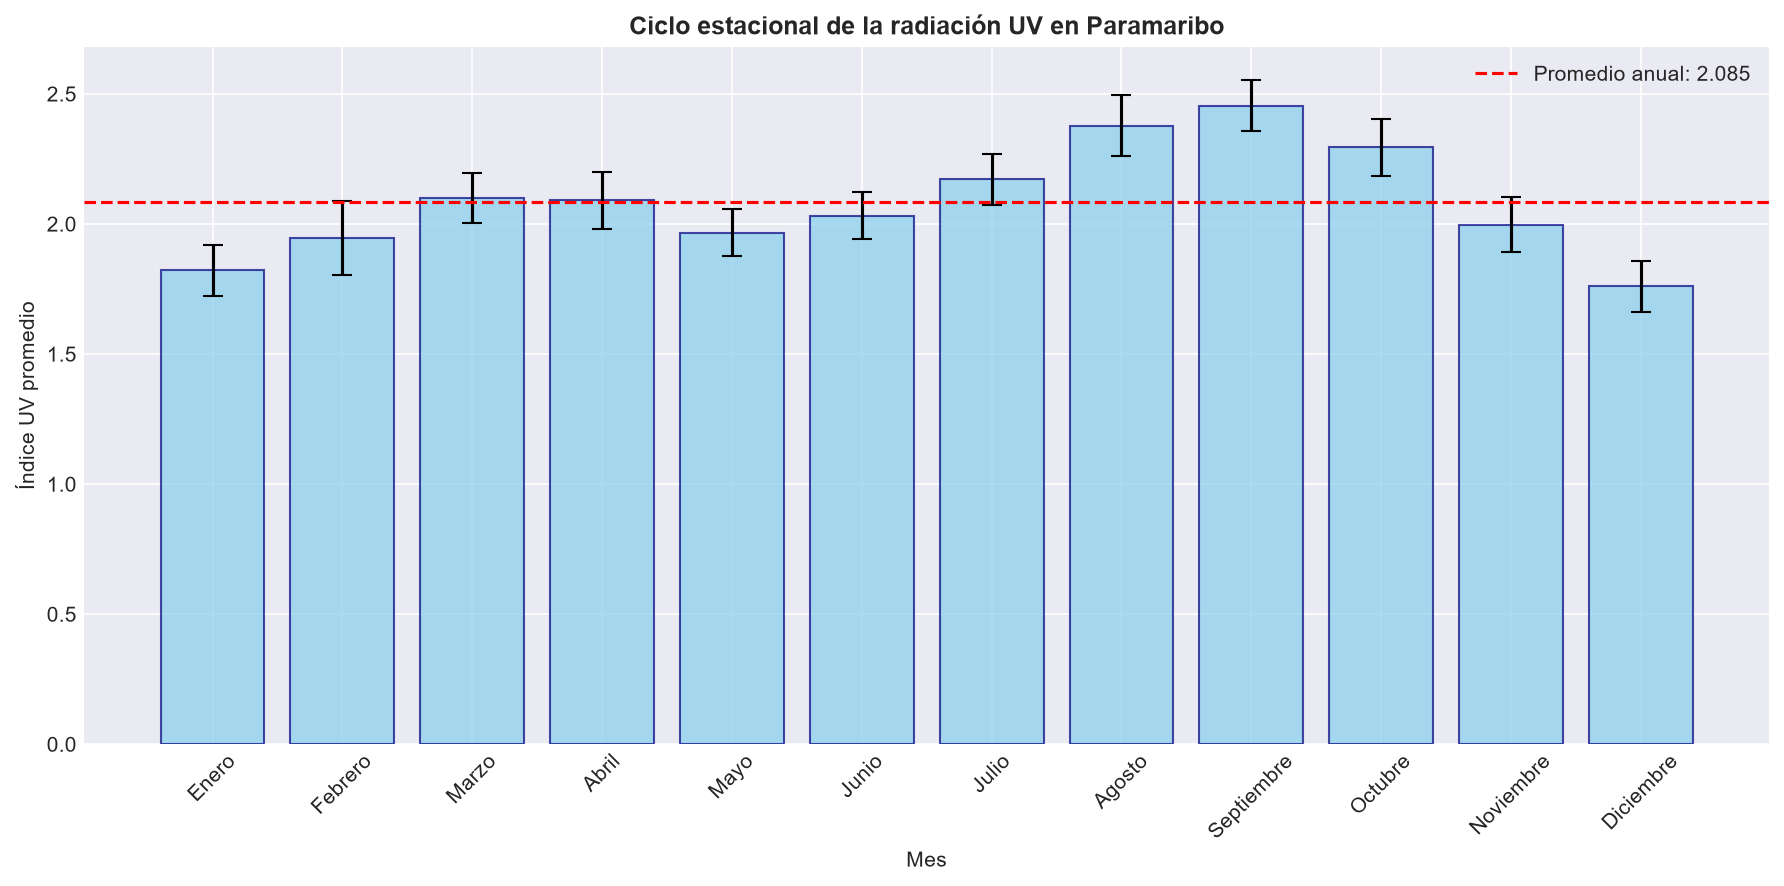 Ciclo estacional de la radiación UV en Paramaribo
Promedio anual: 2.085
Índice UV promedio
2.5
2.0
1.5
1.0
0.5
0.0
Enero
Febrero
Marzo
Abril
Mayo
Junio
Julio
Agosto
Septiembre
Octubre
Noviembre
Diciembre
Mes